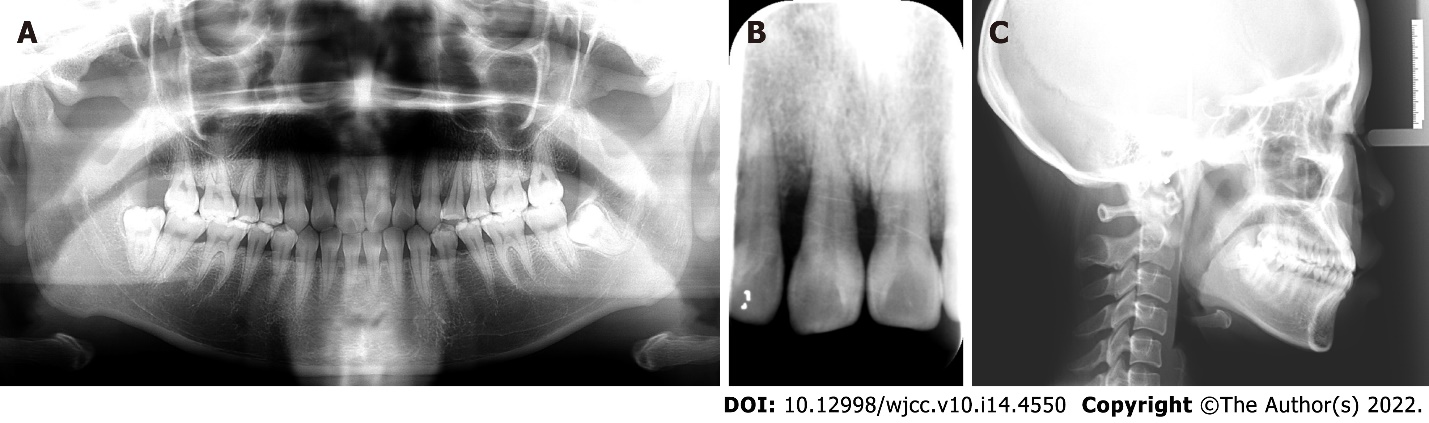 A
B
C
DOI: 10.12998/wjcc.v10.i14.4550 Copyright ©The Author(s) 2022.